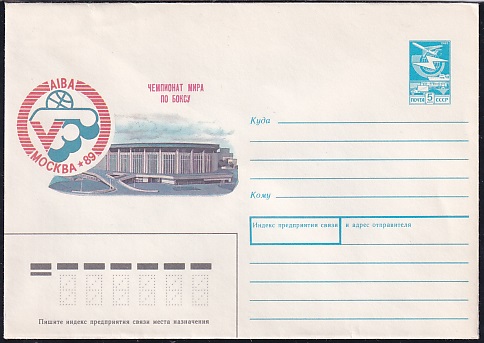 AIBA
V
МОСКВА * 89
ЧЕМПИОНАТ МИРА
ПО БОКСУ
ПОЧТА 5 СССР
Куда
Кому
Индекс предприятия связи и адрес отправителя
Пишите индекс предприятия связи места назначения